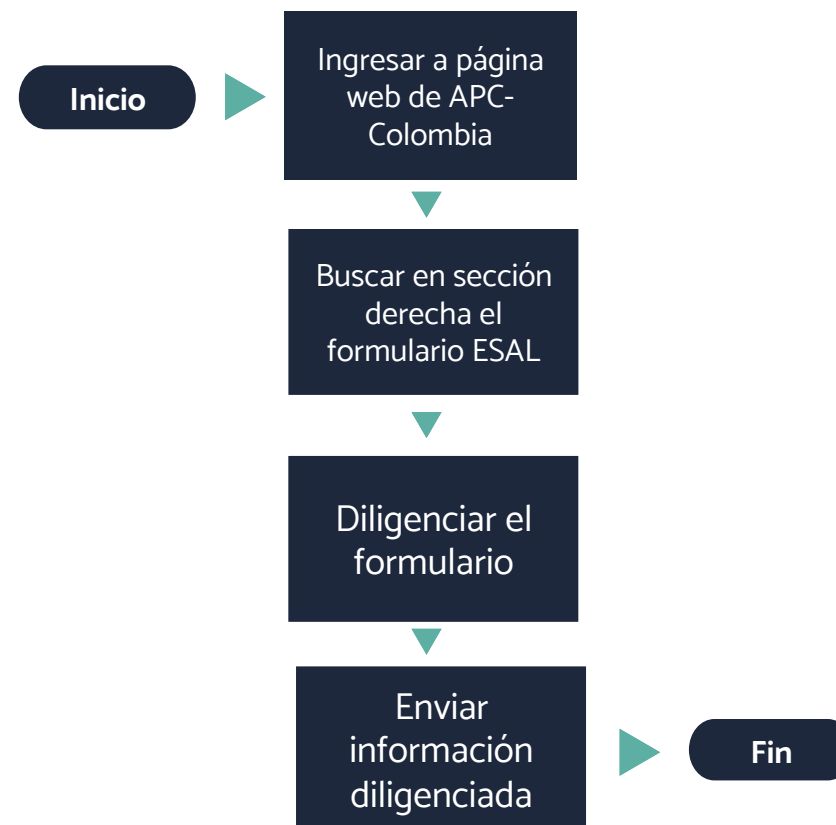 Inicio
Ingresar a página
web de APC-
Colombia
Buscar en sección
derecha el
formulario ESAL
Diligenciar el
formulario
Enviar
información
diligenciada
Fin